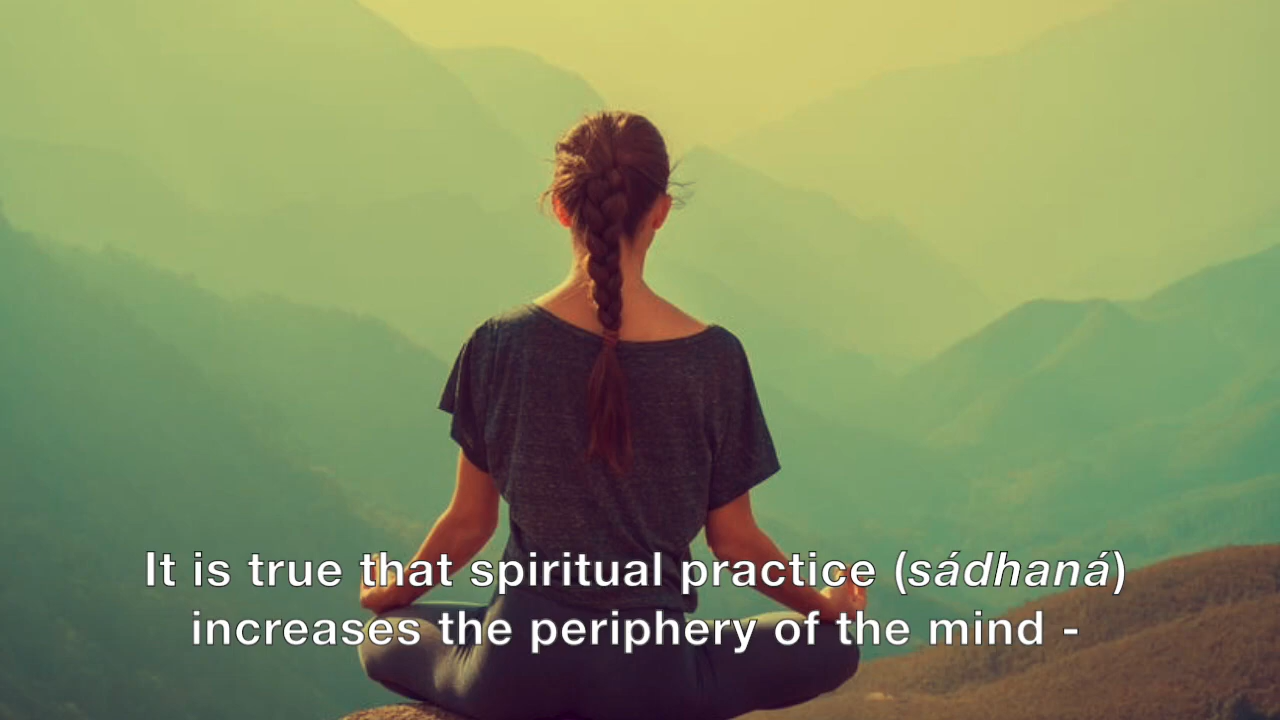 It is true that spiritual practice (sádhaná)
increases the periphery of the mind -